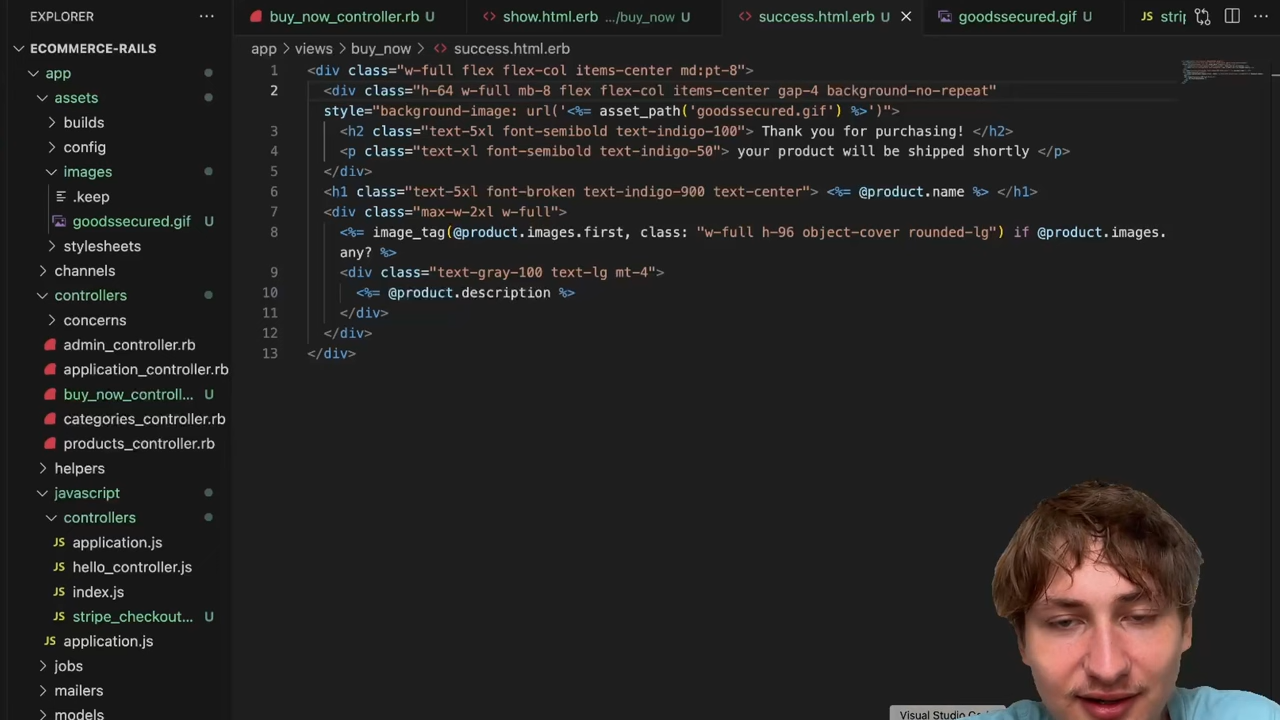 EXPLORER
buy_now_controller.rb U
show.html.erb .../buy_now U
success.html.erb U
goodssecured.gif U
JS
ECOMMERCE-RAILS
app
assets
builds
config
images
.keep
goodssecured.gif U
stylesheets
channels
controllers
concerns
admin_controller.rb
application_controller.rb
buy_now_controll... U
categories_controller.rb
products_controller.rb
helpers
javascript
controllers
JS application.js
JS hello_controller.js
JS index.js
JS stripe_checkout... U
JS application.js
jobs
mailers
models
app > views > buy_now > success.html.erb
1 <div class="w-full flex flex-col items-center md:pt-8">
2 <div class="h-64 w-full mb-8 flex flex-col items-center gap-4 background-no-repeat"
style="background-image: url('<%= asset_path('goodssecured.gif') %>')">
3 <h2 class="text-5xl font-semibold text-indigo-100"> Thank you for purchasing! </h2>
4 <p class="text-xl font-semibold text-indigo-50"> your product will be shipped shortly </p>
5 </div>
6 <h1 class="text-5xl font-broken text-indigo-900 text-center"> <%= @product.name %> </h1>
7 <div class="max-w-2xl w-full">
8 <%= image_tag(@product.images.first, class: "w-full h-96 object-cover rounded-lg") if @product.images.
any? %>
9 <div class="text-gray-100 text-lg mt-4">
10 <%= @product.description %>
11 </div>
12 </div>
13 </div>
Visual Studio